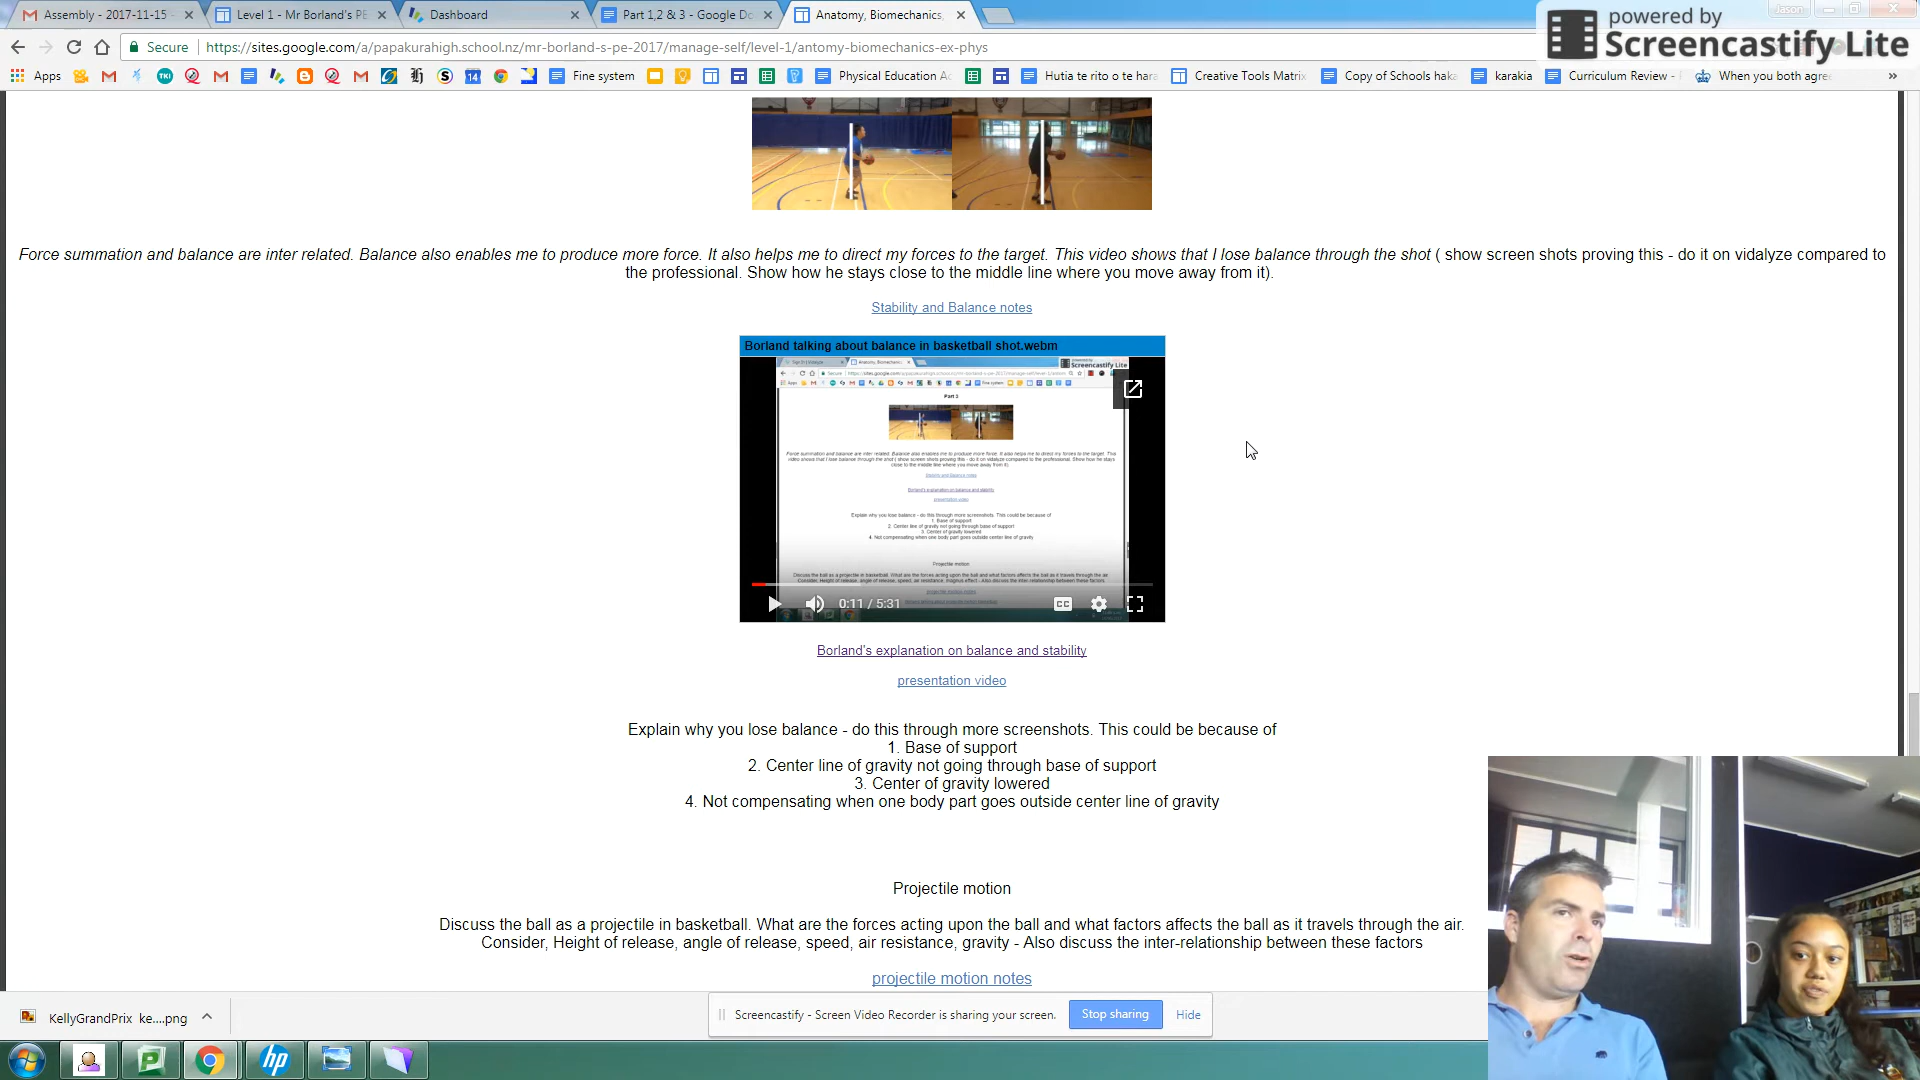 Assembly - 2017-11-15 -
Level 1 - Mr Borland's PE
Dashboard
Part 1,2 & 3 - Google Do
Anatomy, Biomechanics,
Jason
powered by
Screencastify Lite
Secure
https://sites.google.com/a/papakurahigh.school.nz/mr-borland-s-pe-2017/manage-self/level-1/antomy-biomechanics-ex-phys
Apps
TKI
14
Fine system
Physical Education Ac
Hutia te rito o te hara
Creative Tools Matrix
Copy of Schools haka
karakia
Curriculum Review -
When you both agre
Force summation and balance are inter related. Balance also enables me to produce more force. It also helps me to direct my forces to the target. This video shows that I lose balance through the shot ( show screen shots proving this - do it on vidalyze compared to
the professional. Show how he stays close to the middle line where you move away from it).
Stability and Balance notes
Borland talking about balance in basketball shot.webm
Screencastify Lite
Part 3
0:11 / 5:31
CC
Borland's explanation on balance and stability
presentation video
Explain why you lose balance - do this through more screenshots. This could be because of
1. Base of support
2. Center line of gravity not going through base of support
3. Center of gravity lowered
4. Not compensating when one body part goes outside center line of gravity
Projectile motion
Discuss the ball as a projectile in basketball. What are the forces acting upon the ball and what factors affects the ball as it travels through the air.
Consider, Height of release, angle of release, speed, air resistance, gravity - Also discuss the inter-relationship between these factors
projectile motion notes
KellyGrandPrix ke....png
Screencastify - Screen Video Recorder is sharing your screen.
Stop sharing
Hide
hp